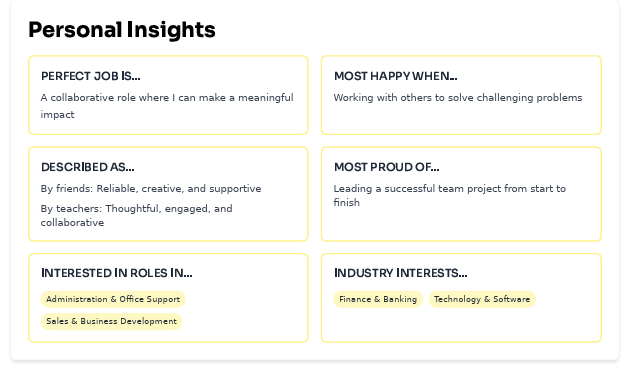 Personal Insights
PERFECT JOB IS...
A collaborative role where I can make a meaningful
impact
MOST HAPPY WHEN...
Working with others to solve challenging problems
DESCRIBED AS...
By friends: Reliable, creative, and supportive
By teachers: Thoughtful, engaged, and
collaborative
MOST PROUD OF...
Leading a successful team project from start to
finish
INTERESTED IN ROLES IN...
Administration & Office Support
Sales & Business Development
INDUSTRY INTERESTS...
Finance & Banking
Technology & Software